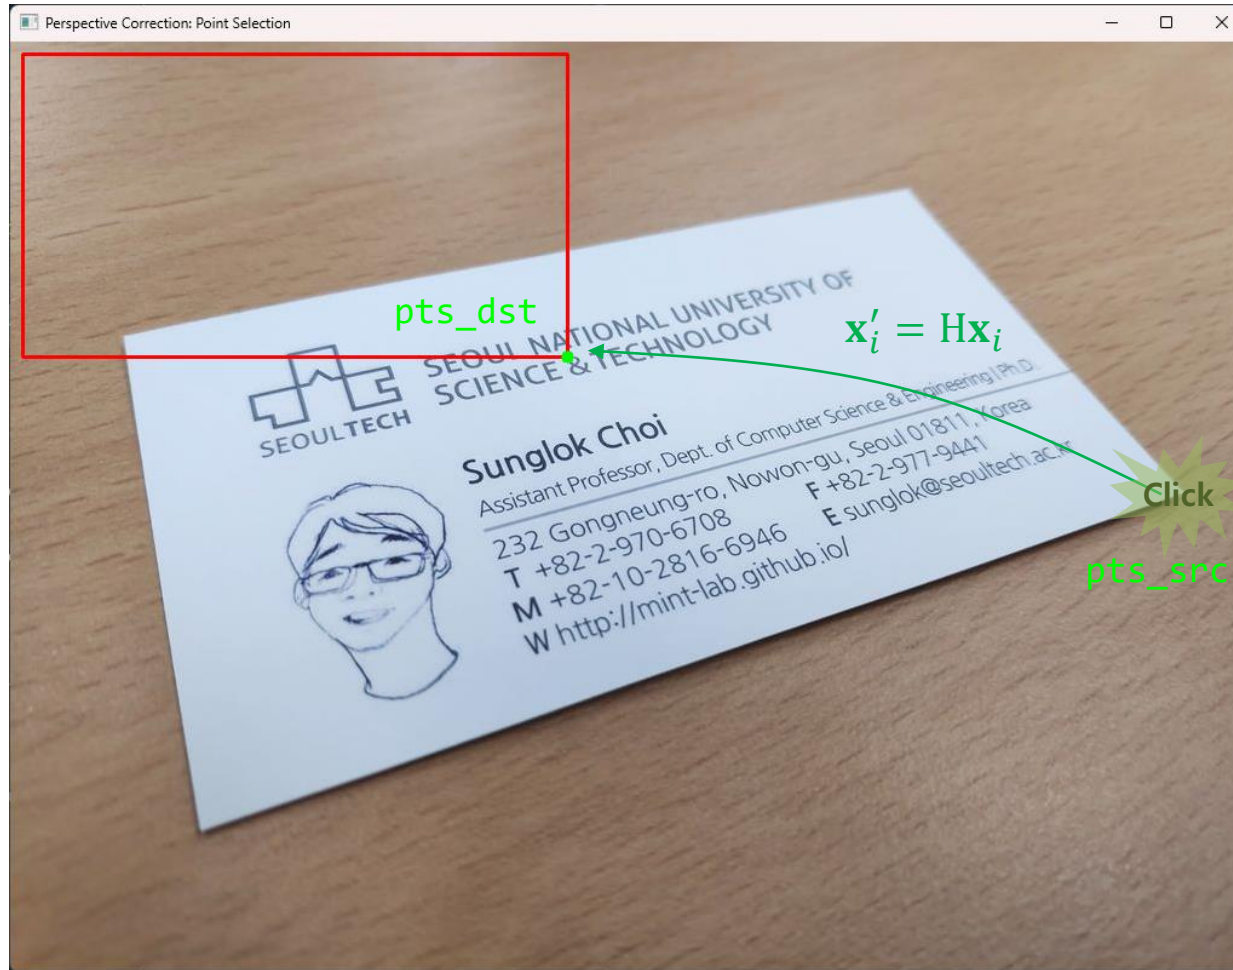 Perspective Correction: Point Selection
pts_dst
x′ᵢ = Hxᵢ
SEOUL NATIONAL UNIVERSITY OF
SCIENCE & TECHNOLOGY
SEOULTECH
Sunglok Choi
Assistant Professor, Dept. of Computer Science & Engineering | Ph.D.
232 Gongneung-ro, Nowon-gu, Seoul 01811, Korea
T +82-2-970-6708 F +82-2-977-9441
M +82-10-2816-6946 E sunglok@seoultech.ac.kr
W http://mint-lab.github.io/
Click
pts_src